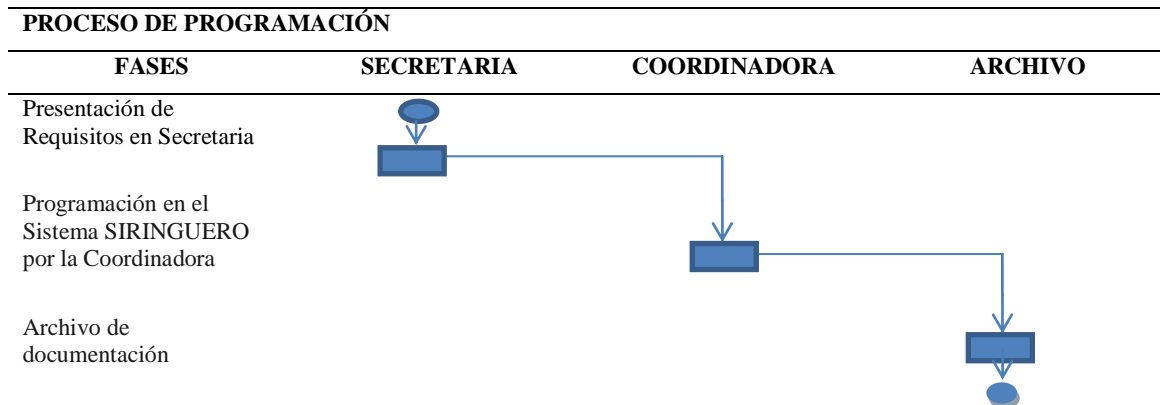 PROCESO DE PROGRAMACIÓN
FASES SECRETARIA COORDINADORA ARCHIVO
Presentación de
Requisitos en Secretaria
Programación en el
Sistema SIRINGUERO
por la Coordinadora
Archivo de
documentación